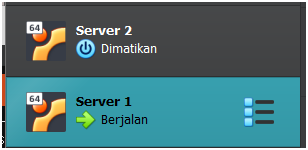 64
Server 2
Dimatikan
64
Server 1
Berjalan